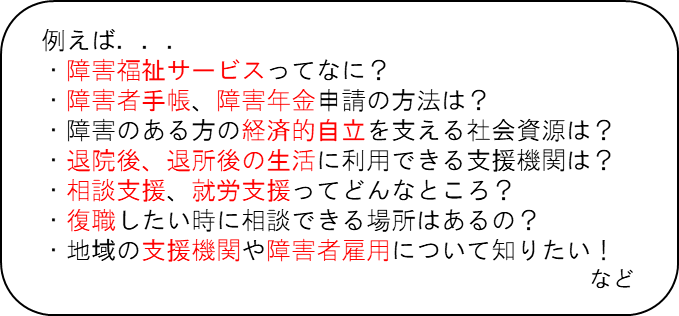 例えば．．．
・障害福祉サービスってなに？
・障害者手帳、障害年金申請の方法は？
・障害のある方の経済的自立を支える社会資源は？
・退院後、退所後の生活に利用できる支援機関は？
・相談支援、就労支援ってどんなところ？
・復職したい時に相談できる場所はあるの？
・地域の支援機関や障害者雇用について知りたい！
など